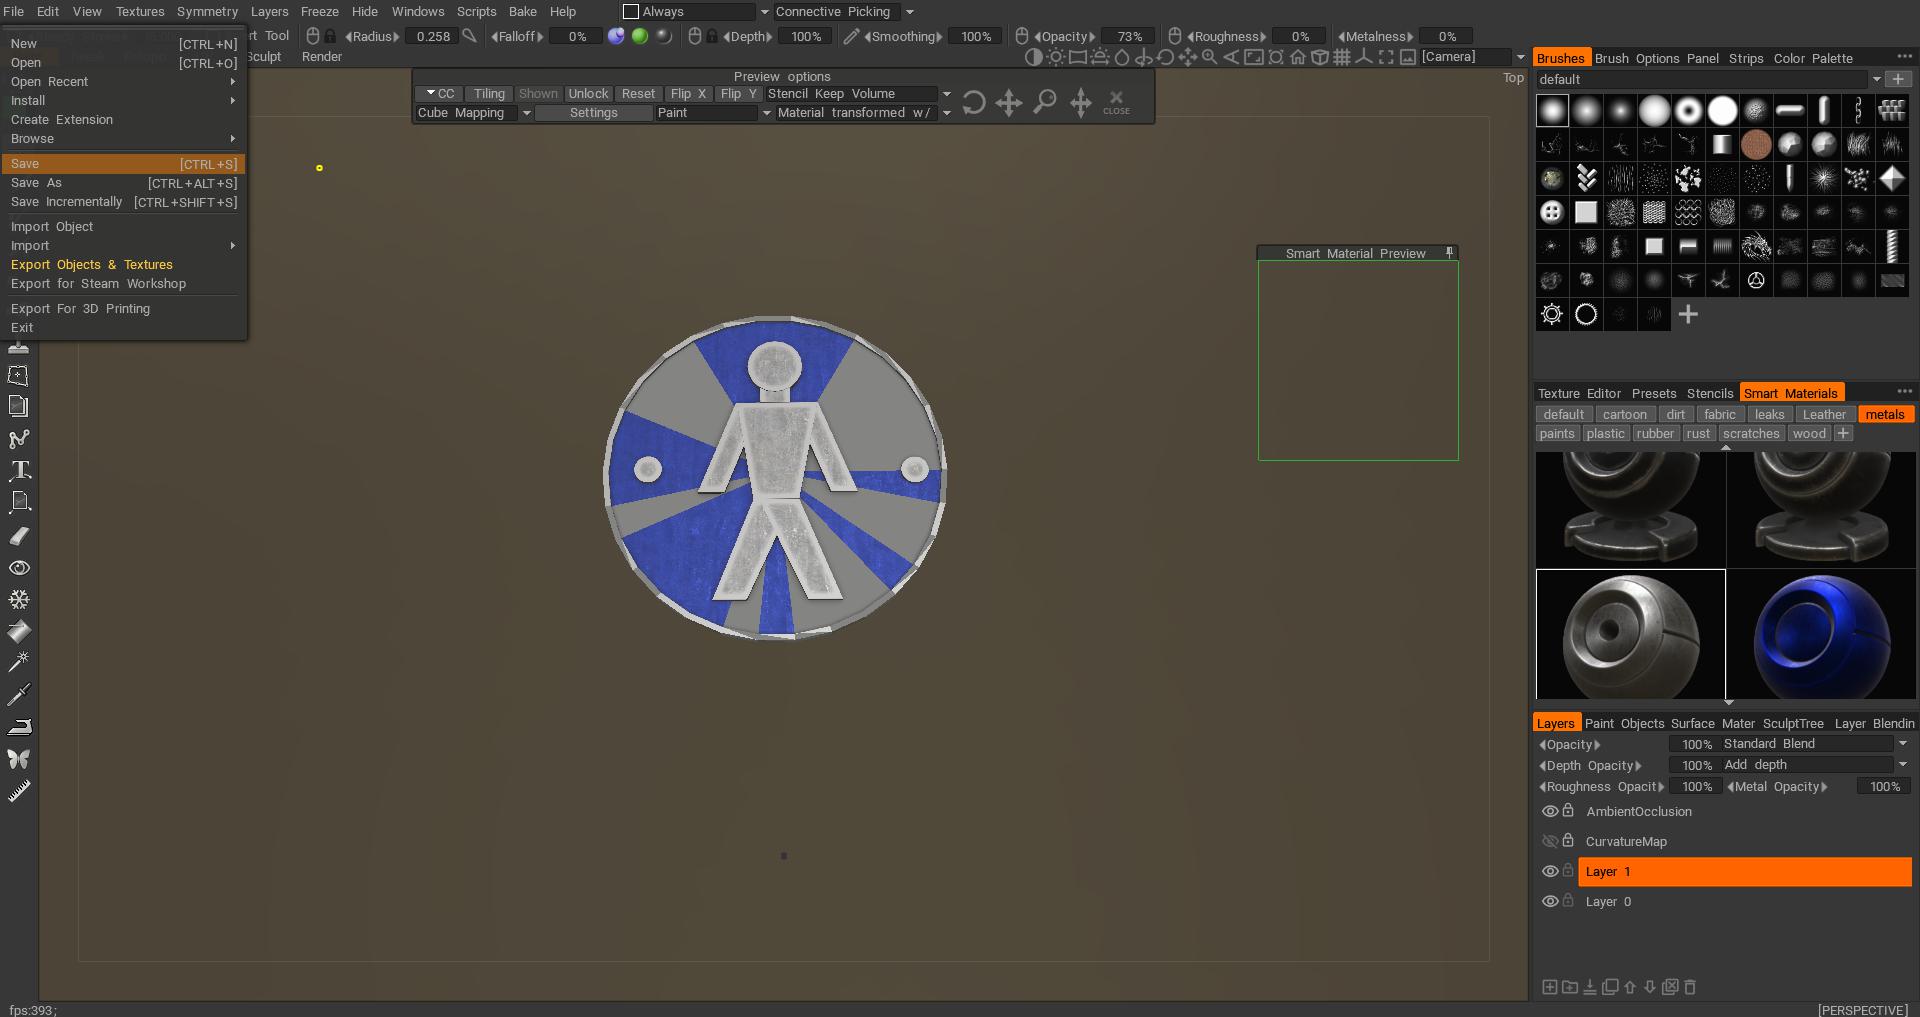 File Edit View Textures Symmetry Layers Freeze Hide Windows Scripts Bake Help Always Connective Picking
rt Tool Radius 0.258 Falloff 0% Depth 100% Smoothing 100% Opacity 73% Roughness 0% Metalness 0%
culpt Render [Camera]
New [CTRL+N]
Open [CTRL+O]
Open Recent
Install
Create Extension
Browse
Save [CTRL+S]
Save As [CTRL+ALT+S]
Save Incrementally [CTRL+SHIFT+S]
Import Object
Import
Export Objects & Textures
Export for Steam Workshop
Export For 3D Printing
Exit
Preview options
CC Tiling Shown Unlock Reset Flip X Flip Y Stencil Keep Volume
Cube Mapping Settings Paint Material transformed w/ CLOSE
Top
Smart Material Preview
Brushes Brush Options Panel Strips Color Palette
default
Texture Editor Presets Stencils Smart Materials
default cartoon dirt fabric leaks Leather metals
paints plastic rubber rust scratches wood
Layers Paint Objects Surface Mater SculptTree Layer Blendin
Opacity 100% Standard Blend
Depth Opacity 100% Add depth
Roughness Opacit 100% Metal Opacity 100%
AmbientOcclusion
CurvatureMap
Layer 1
Layer 0
fps:393; [PERSPECTIVE]